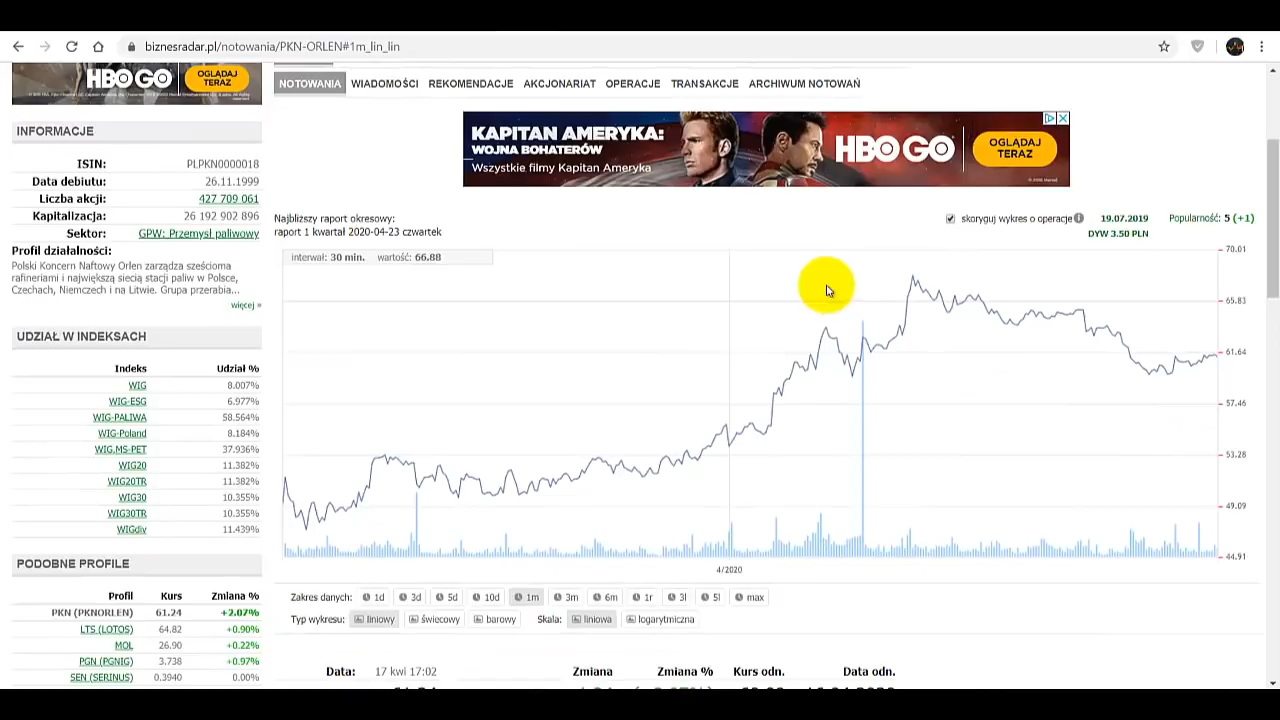 biznesradar.pl/notowania/PKN-ORLEN#1m_lin_lin
HBO GO OGLĄDAJ TERAZ
NOTOWANIA WIADOMOŚCI REKOMENDACJE AKCJONARIAT OPERACJE TRANSAKCJE ARCHIWUM NOTOWAŃ
KAPITAN AMERYKA:
WOJNA BOHATERÓW
Wszystkie filmy Kapitan Ameryka
HBO GO
OGLĄDAJ
TERAZ
INFORMACJE
ISIN: PLPKN0000018
Data debiutu: 26.11.1999
Liczba akcji: 427 709 061
Kapitalizacja: 26 192 902 896
Sektor: GPW: Przemysł paliwowy
Profil działalności:
Polski Koncern Naftowy Orlen zarządza sześcioma
rafineriami i największą siecią stacji paliw w Polsce,
Czechach, Niemczech i na Litwie. Grupa przerabia...
więcej »
UDZIAŁ W INDEKSACH
Indeks Udział %
WIG 8.007%
WIG-ESG 6.977%
WIG-PALIWA 58.564%
WIG-Poland 8.184%
WIG.MS-PET 37.936%
WIG20 11.382%
WIG20TR 11.382%
WIG30 10.355%
WIG30TR 10.355%
WIGdiv 11.439%
PODOBNE PROFILE
Profil Kurs Zmiana %
PKN (PKNORLEN) 61.24 +2.07%
LTS (LOTOS) 64.82 +0.90%
MOL 26.90 +0.22%
PGN (PGNIG) 3.738 +0.97%
SEN (SERINUS) 0.3940 0.00%
Najbliższy raport okresowy:
raport 1 kwartał 2020-04-23 czwartek
skoryguj wykres o operacje 19.07.2019 Popularność: 5 (+1)
DYW 3.50 PLN
interwał: 30 min. wartość: 66.88
70.01
65.83
61.64
57.46
53.28
49.09
44.91
4/2020
Zakres danych: 1d 3d 5d 10d 1m 3m 6m 1r 3l 5l max
Typ wykresu: liniowy świecowy barowy Skala: liniowa logarytmiczna
Data: 17 kwi 17:02 Zmiana Zmiana % Kurs odn. Data odn.